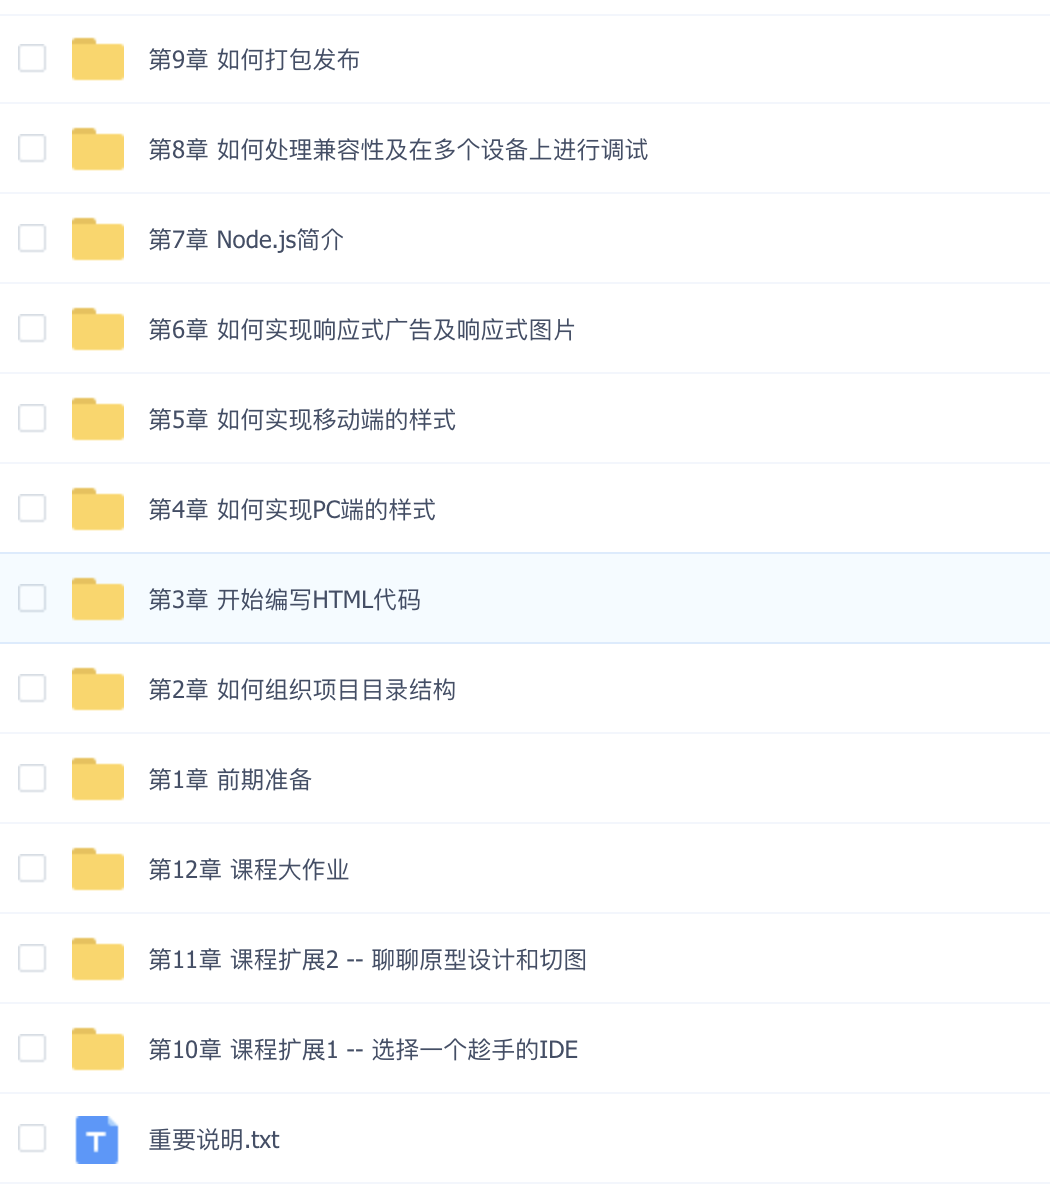 第9章 如何打包发布
第8章 如何处理兼容性及在多个设备上进行调试
第7章 Node.js简介
第6章 如何实现响应式广告及响应式图片
第5章 如何实现移动端的样式
第4章 如何实现PC端的样式
第3章 开始编写HTML代码
第2章 如何组织项目目录结构
第1章 前期准备
第12章 课程大作业
第11章 课程扩展2 -- 聊聊原型设计和切图
第10章 课程扩展1 -- 选择一个趁手的IDE
T
重要说明.txt